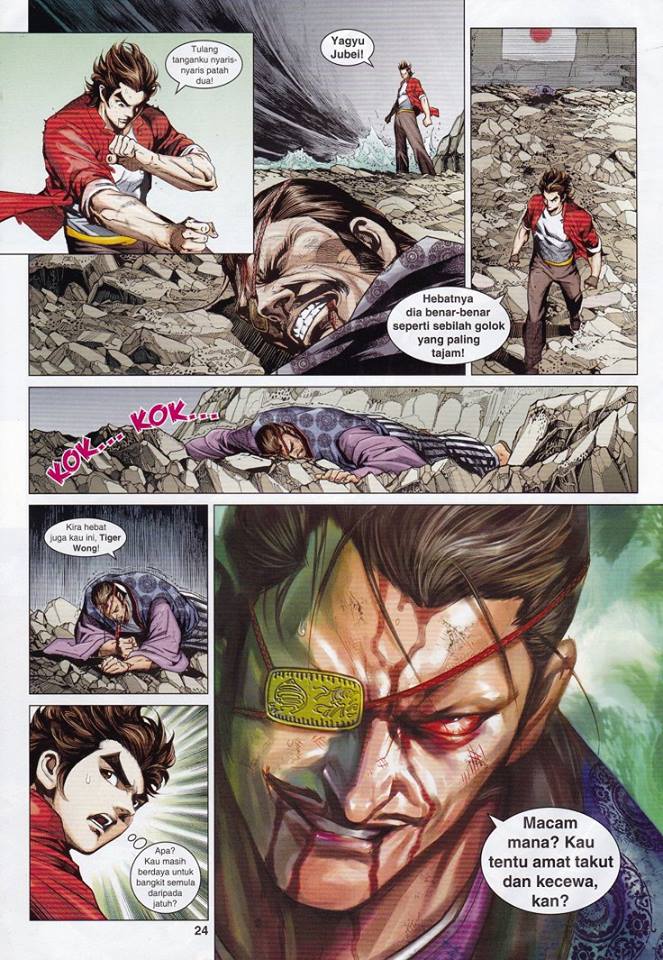 Tulang
tanganku nyaris-
nyaris patah
dua!
Yagyu
Jubei!
Hebatnya
dia benar-benar
seperti sebilah golok
yang paling
tajam!
KOK... KOK...
Kira hebat
juga kau ini, Tiger
Wong!
Apa?
Kau masih
berdaya untuk
bangkit semula
daripada
jatuh?
Macam
mana? Kau
tentu amat takut
dan kecewa,
kan?
24